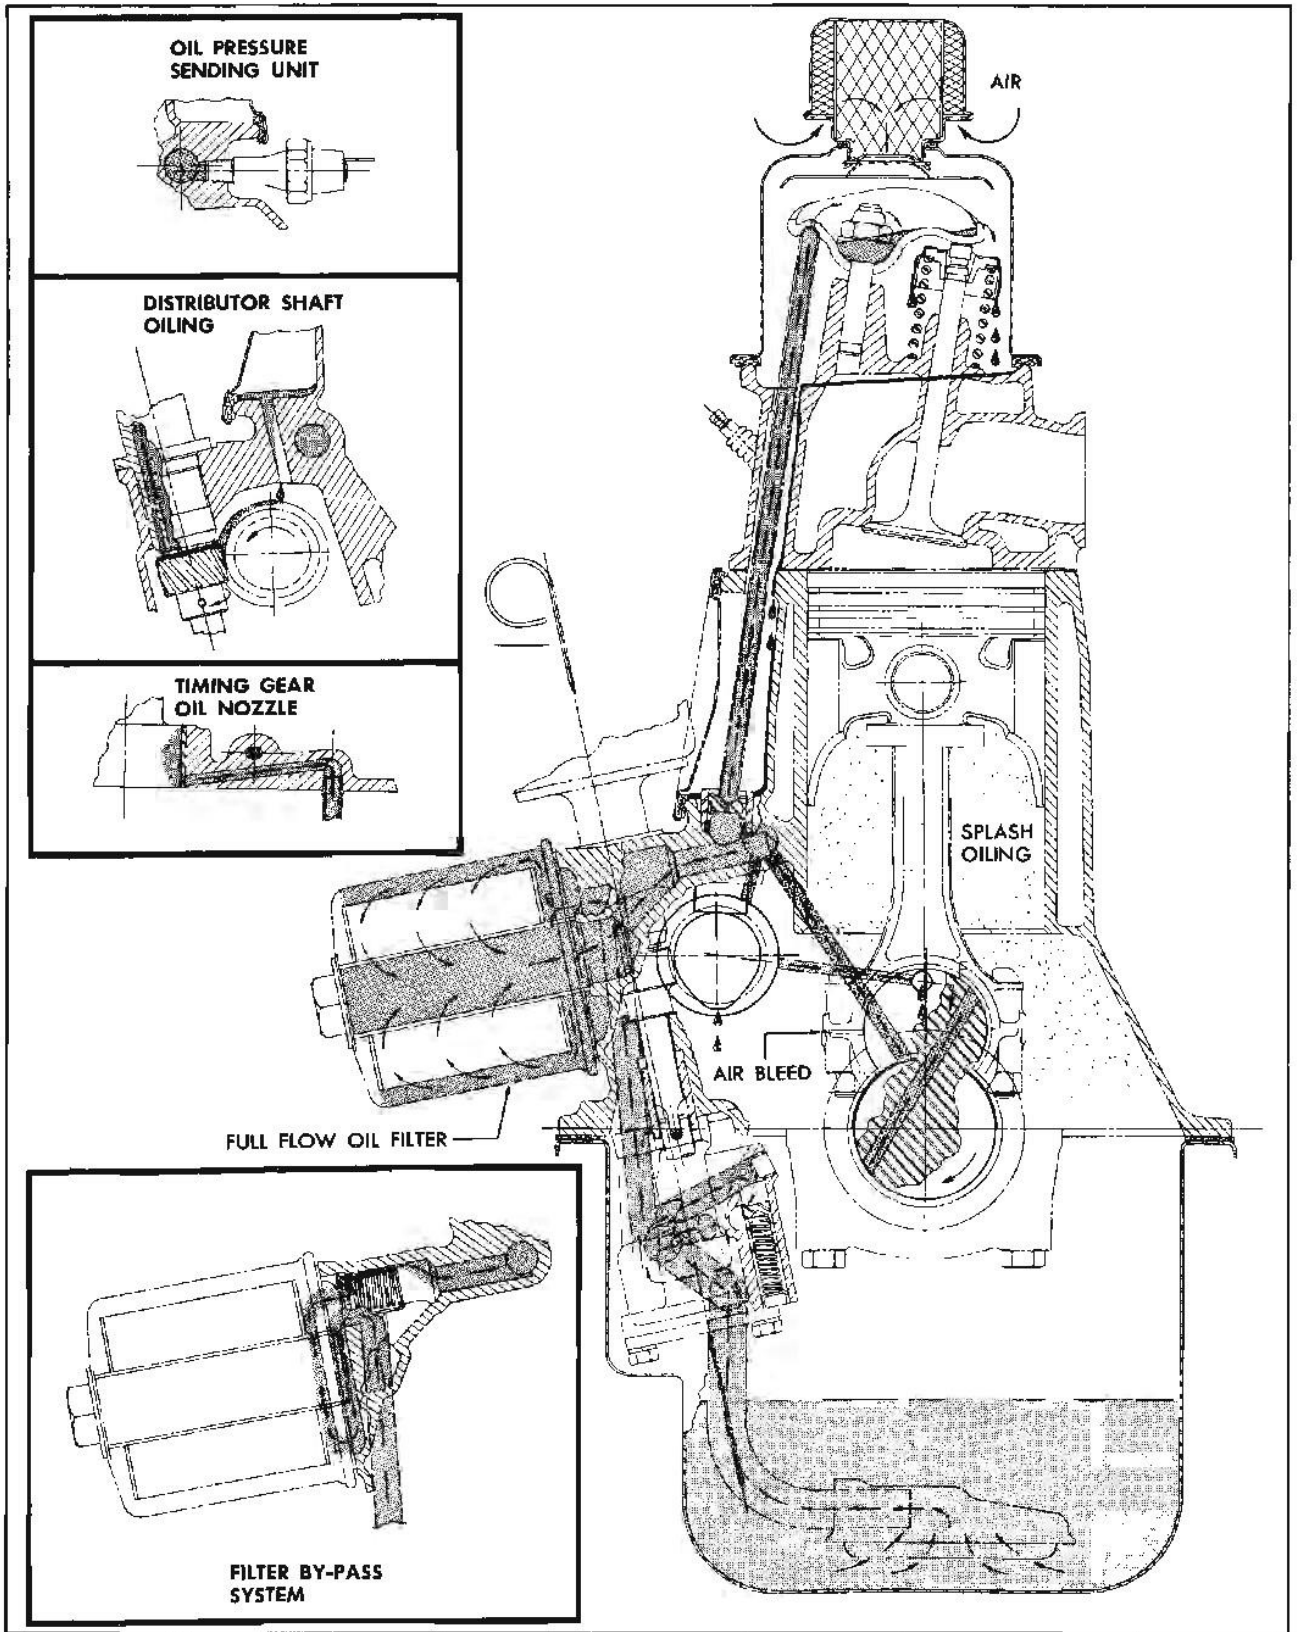 OIL PRESSURE
SENDING UNIT
AIR
DISTRIBUTOR SHAFT
OILING
TIMING GEAR
OIL NOZZLE
SPLASH
OILING
AIR BLEED
FULL FLOW OIL FILTER
FILTER BY-PASS
SYSTEM